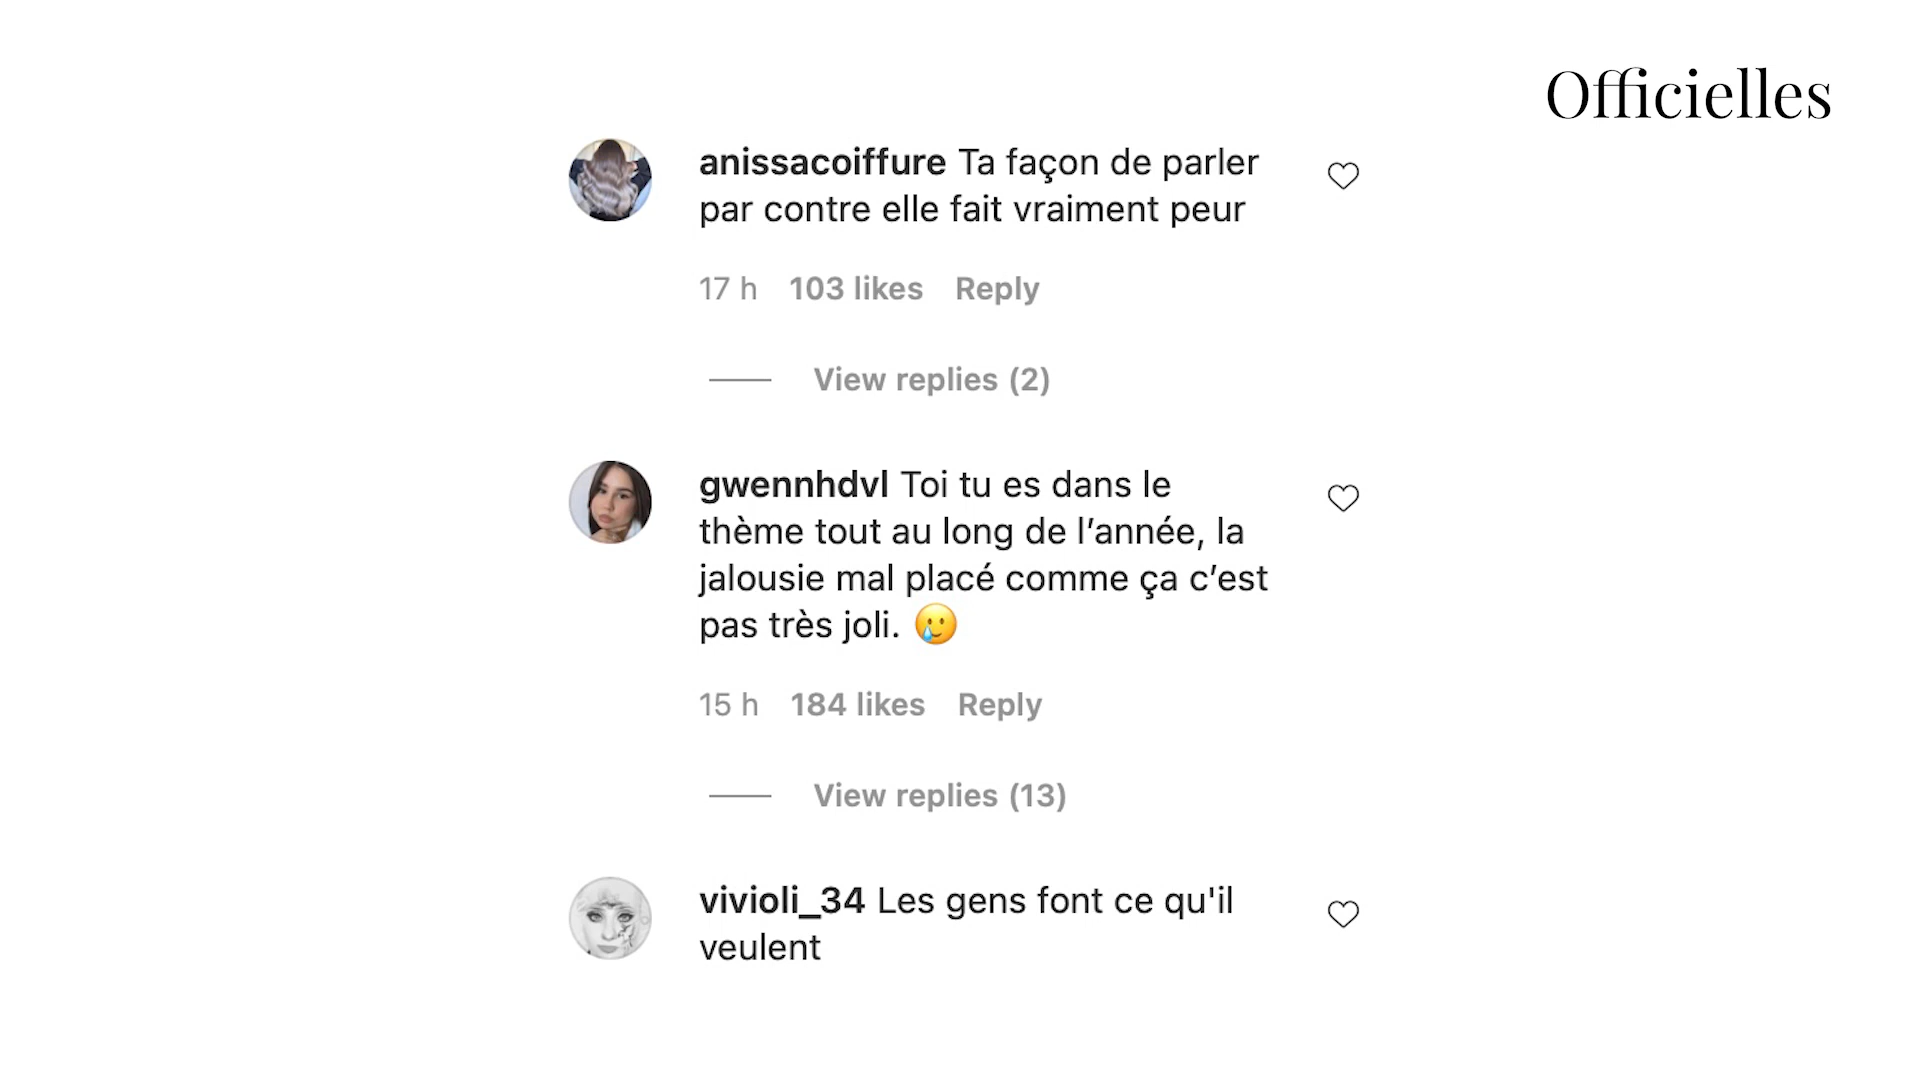 Officielles
anissacoiffure Ta façon de parler
par contre elle fait vraiment peur
17 h 103 likes Reply
View replies (2)
gwennhdvl Toi tu es dans le
thème tout au long de l’année, la
jalousie mal placé comme ça c’est
pas très joli. 🥲
15 h 184 likes Reply
View replies (13)
vivioli_34 Les gens font ce qu'il
veulent